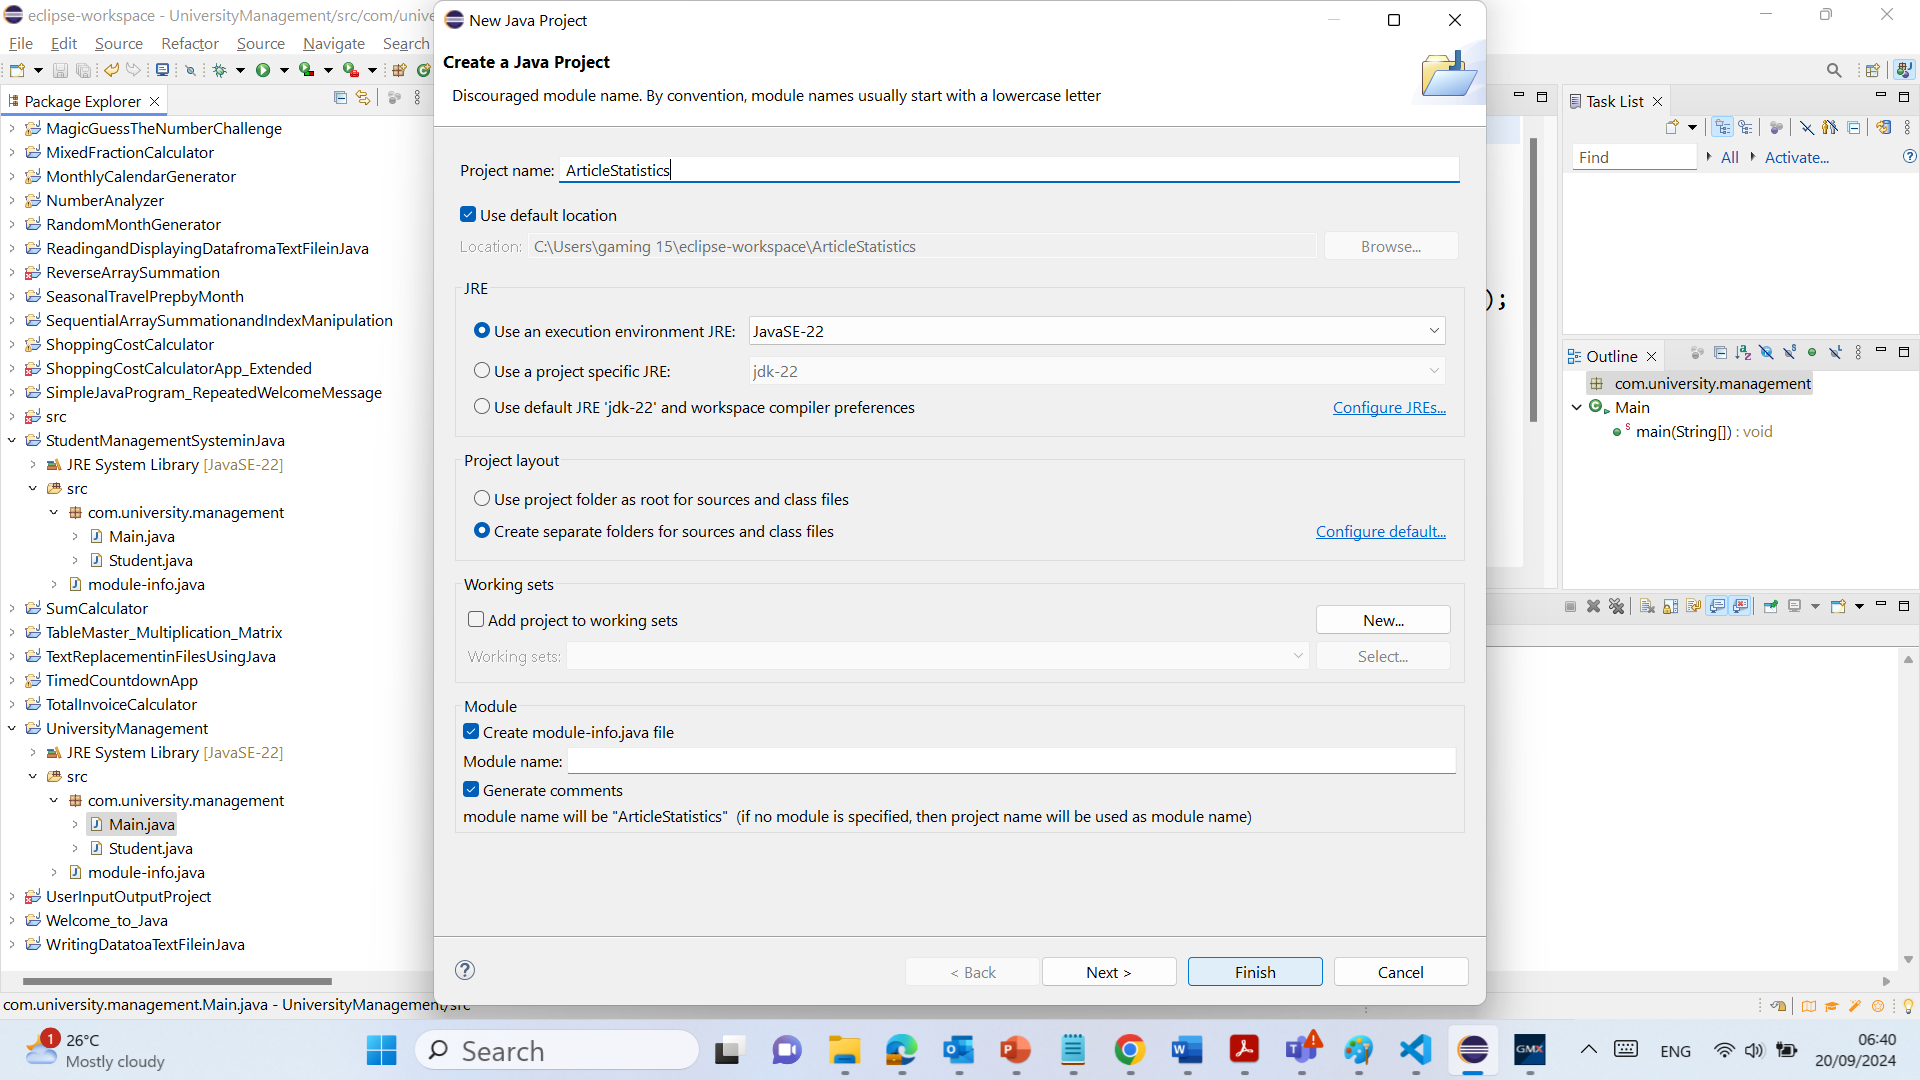 eclipse-workspace - UniversityManagement/src/com/unive
File Edit Source Refactor Source Navigate Search
Package Explorer
MagicGuessTheNumberChallenge
MixedFractionCalculator
MonthlyCalendarGenerator
NumberAnalyzer
RandomMonthGenerator
ReadingandDisplayingDatafromaTextFileinJava
ReverseArraySummation
SeasonalTravelPrepbyMonth
SequentialArraySummationandIndexManipulation
ShoppingCostCalculator
ShoppingCostCalculatorApp_Extended
SimpleJavaProgram_RepeatedWelcomeMessage
src
StudentManagementSysteminJava
JRE System Library [JavaSE-22]
src
com.university.management
Main.java
Student.java
module-info.java
SumCalculator
TableMaster_Multiplication_Matrix
TextReplacementinFilesUsingJava
TimedCountdownApp
TotalInvoiceCalculator
UniversityManagement
JRE System Library [JavaSE-22]
src
com.university.management
Main.java
Student.java
module-info.java
UserInputOutputProject
Welcome_to_Java
WritingDatatoaTextFileinJava
com.university.management.Main.java - UniversityManagement/src
New Java Project
Create a Java Project
Discouraged module name. By convention, module names usually start with a lowercase letter
Project name: ArticleStatistics
Use default location
Location: C:\Users\gaming 15\eclipse-workspace\ArticleStatistics Browse...
JRE
Use an execution environment JRE: JavaSE-22
Use a project specific JRE: jdk-22
Use default JRE 'jdk-22' and workspace compiler preferences Configure JREs...
Project layout
Use project folder as root for sources and class files
Create separate folders for sources and class files Configure default...
Working sets
Add project to working sets New...
Working sets: Select...
Module
Create module-info.java file
Module name:
Generate comments
module name will be "ArticleStatistics" (if no module is specified, then project name will be used as module name)
< Back Next > Finish Cancel
);
Task List
Find All Activate...
Outline
com.university.management
Main
main(String[]) : void
1
26°C
Mostly cloudy
Search
GMX
ENG
06:40
20/09/2024